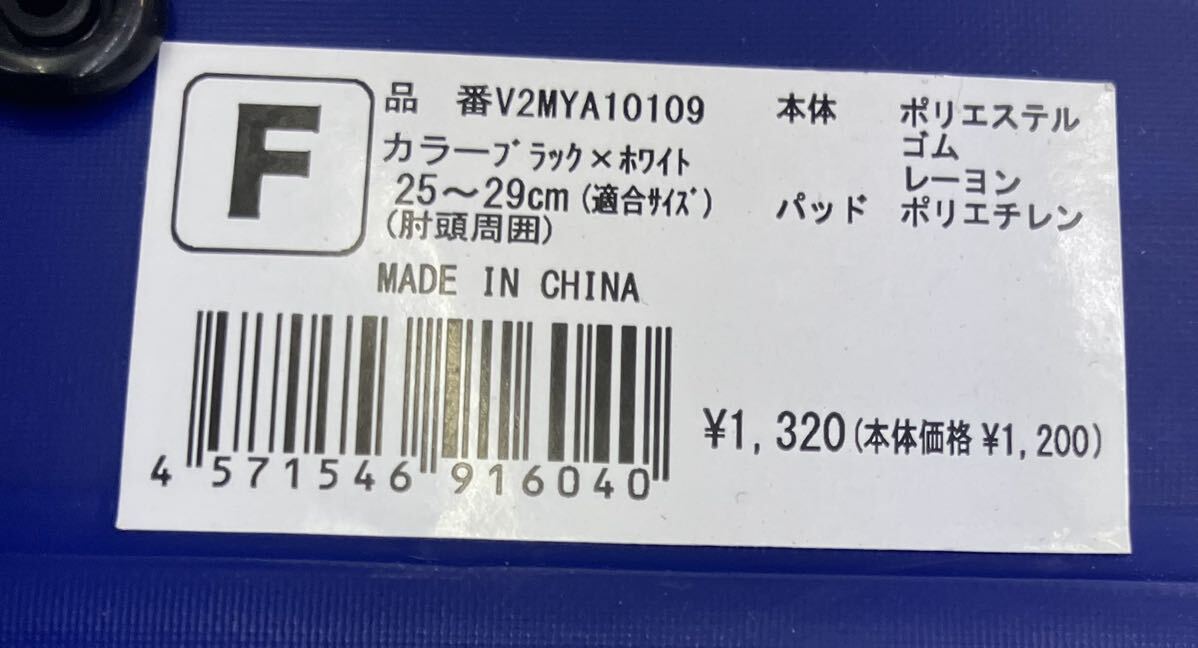 F
品 番V2MYA10109
カラーﾌﾞﾗｯｸ×ﾎﾜｲﾄ
25～29cm(適合ｻｲｽﾞ)
(肘頭周囲)
MADE IN CHINA
本体 ポリエステル
ゴム
レーヨン
パッド ポリエチレン
4 571546 916040
¥1,320(本体価格¥1,200)